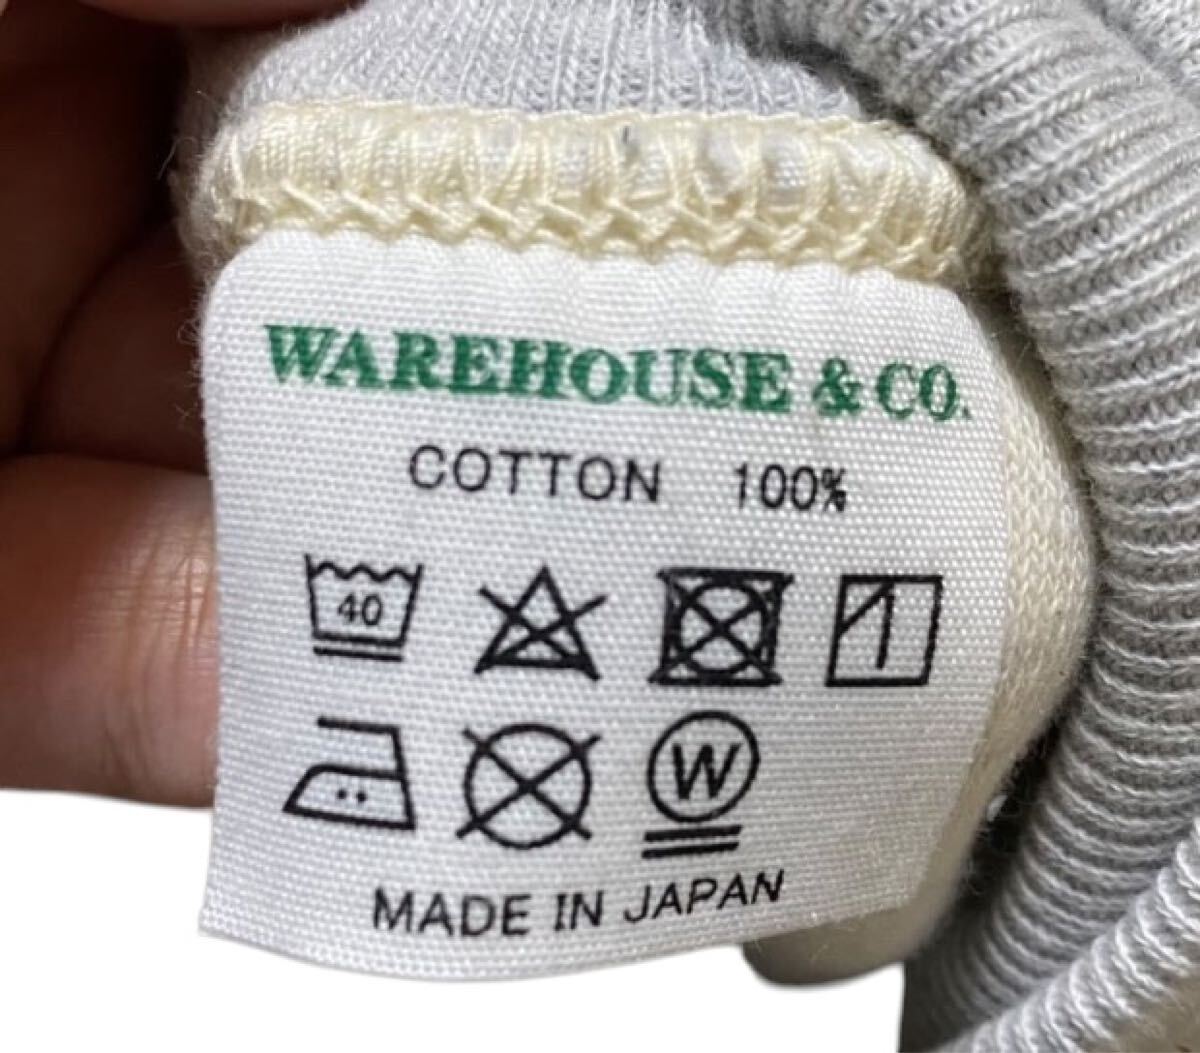 WAREHOUSE & CO.
COTTON 100%
40
W
MADE IN JAPAN